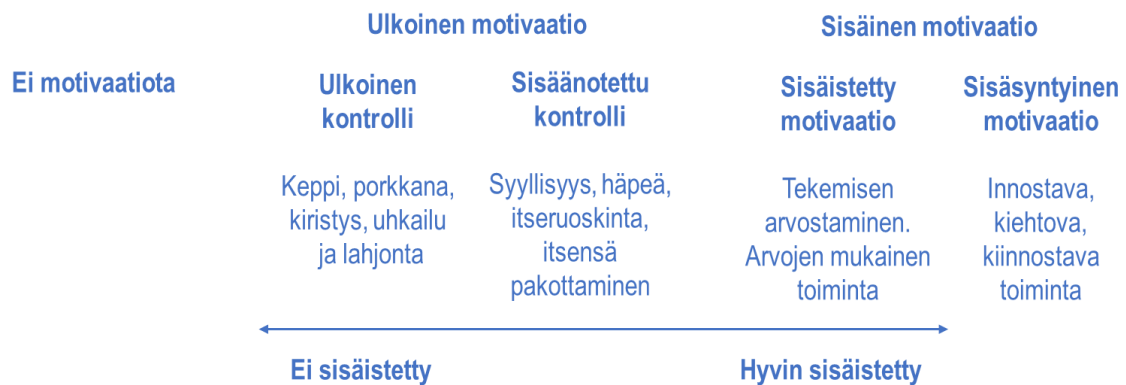 Ulkoinen motivaatio
Sisäinen motivaatio
Ei motivaatiota
Ulkoinen
kontrolli
Sisäänotettu
kontrolli
Sisäistetty
motivaatio
Sisäsyntyinen
motivaatio
Keppi, porkkana,
kiristys, uhkailu
ja lahjonta
Syyllisyys, häpeä,
itseruoskinta,
itsensä
pakottaminen
Tekemisen
arvostaminen.
Arvojen mukainen
toiminta
Innostava,
kiehtova,
kiinnostava
toiminta
Ei sisäistetty
Hyvin sisäistetty